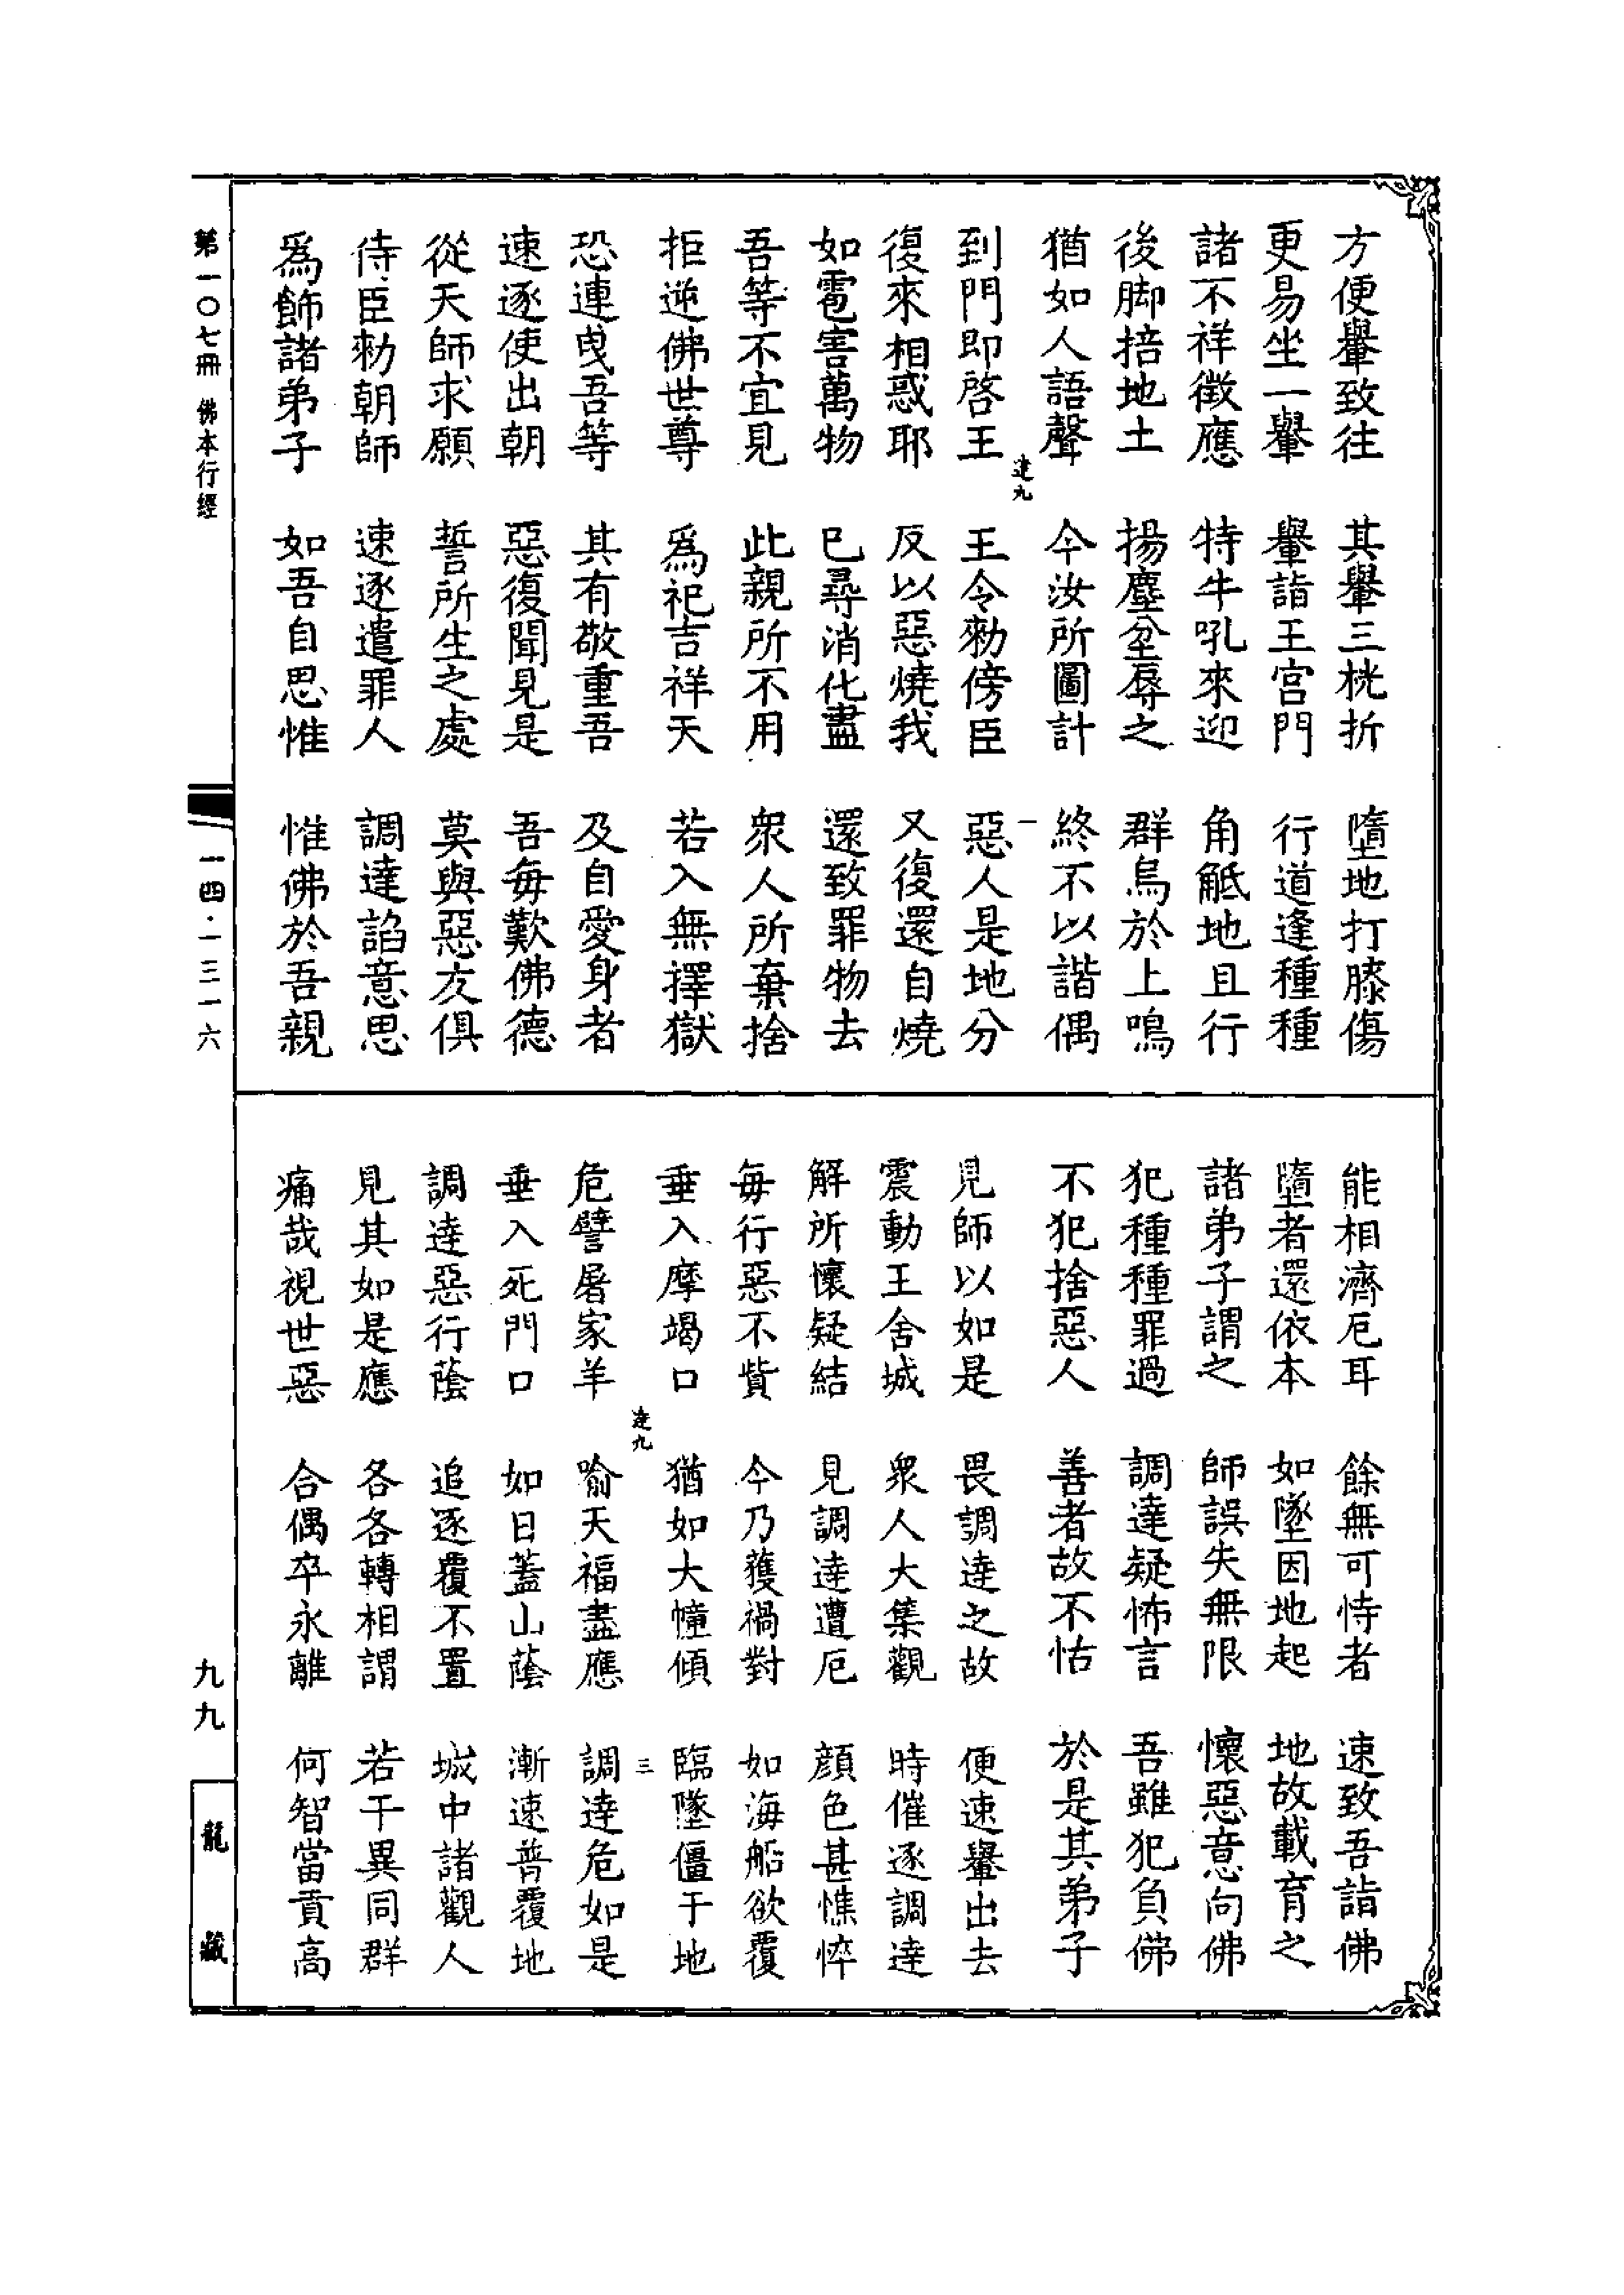 方便轝致往　其轝三桄折　墮地打膝傷
更易坐一轝　轝詣王宮門　行道逢種種
諸不祥徵應　特牛吼來迎　角觝地且行
後脚掊地土　揚塵坌辱之　群烏於上鳴
猶如人語聲　今汝所圖計　終不以諧偶
達九　一
到門即啓王　王令勑傍臣　惡人是地分
復來相惑耶　反以惡燒我　又復還自燒
如雹害萬物　已尋消化盡　還致罪物去
吾等不宜見　此親所不用　衆人所棄捨
拒逆佛世尊　爲祀吉祥天　若入無擇獄
恐連曳吾等　其有敬重吾　及自愛身者
速逐使出朝　惡復聞見是　吾每歎佛德
從天師求願　誓所生之處　莫與惡友俱
侍臣勑朝師　速逐遣罪人　調達諂意思
爲飾諸弟子　如吾自思惟　惟佛於吾親
能相濟厄耳　餘無可恃者　速致吾詣佛
墮者還依本　如墜因地起　地故載育之
諸弟子謂之　師誤失無限　懷惡意向佛
犯種種罪過　調達疑怖言　吾雖犯負佛
不犯捨惡人　善者故不怙　於是其弟子
見師以如是　畏調達之故　便速轝出去
震動王舍城　衆人大集觀　時催逐調達
解所懷疑結　見調達遭厄　顏色甚憔悴
每行惡不貲　今乃獲禍對　如海船欲覆
垂入摩竭口　猶如大幢傾　臨墜僵于地
達九　三
危譬屠家羊　喻天福盡應　調達危如是
垂入死門口　如日蓋山蔭　漸速普覆地
調達惡行蔭　追逐覆不置　城中諸觀人
見其如是應　各各轉相謂　若干異同群
痛哉視世惡　合偶卒永離　何智當貢高
第一〇七冊　佛本行經
一四·一三一六
九九
龍藏